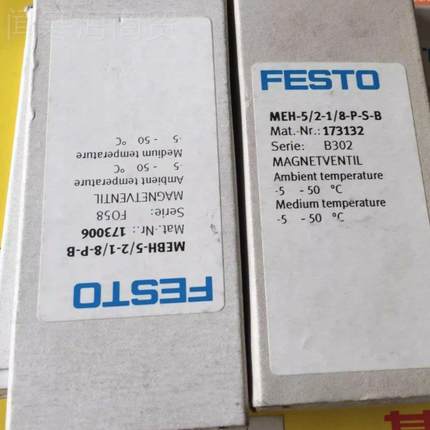 FESTO
MEBH-5/2-1/8-P-B
Mat.-Nr.: 173006
Serie: F058
MAGNETVENTIL
Ambient temperature
-5 - 50 °C
Medium temperature
-5 - 50 °C
FESTO
MEH-5/2-1/8-P-S-B
Mat.-Nr.: 173132
Serie: B302
MAGNETVENTIL
Ambient temperature
-5 - 50 °C
Medium temperature
-5 - 50 °C